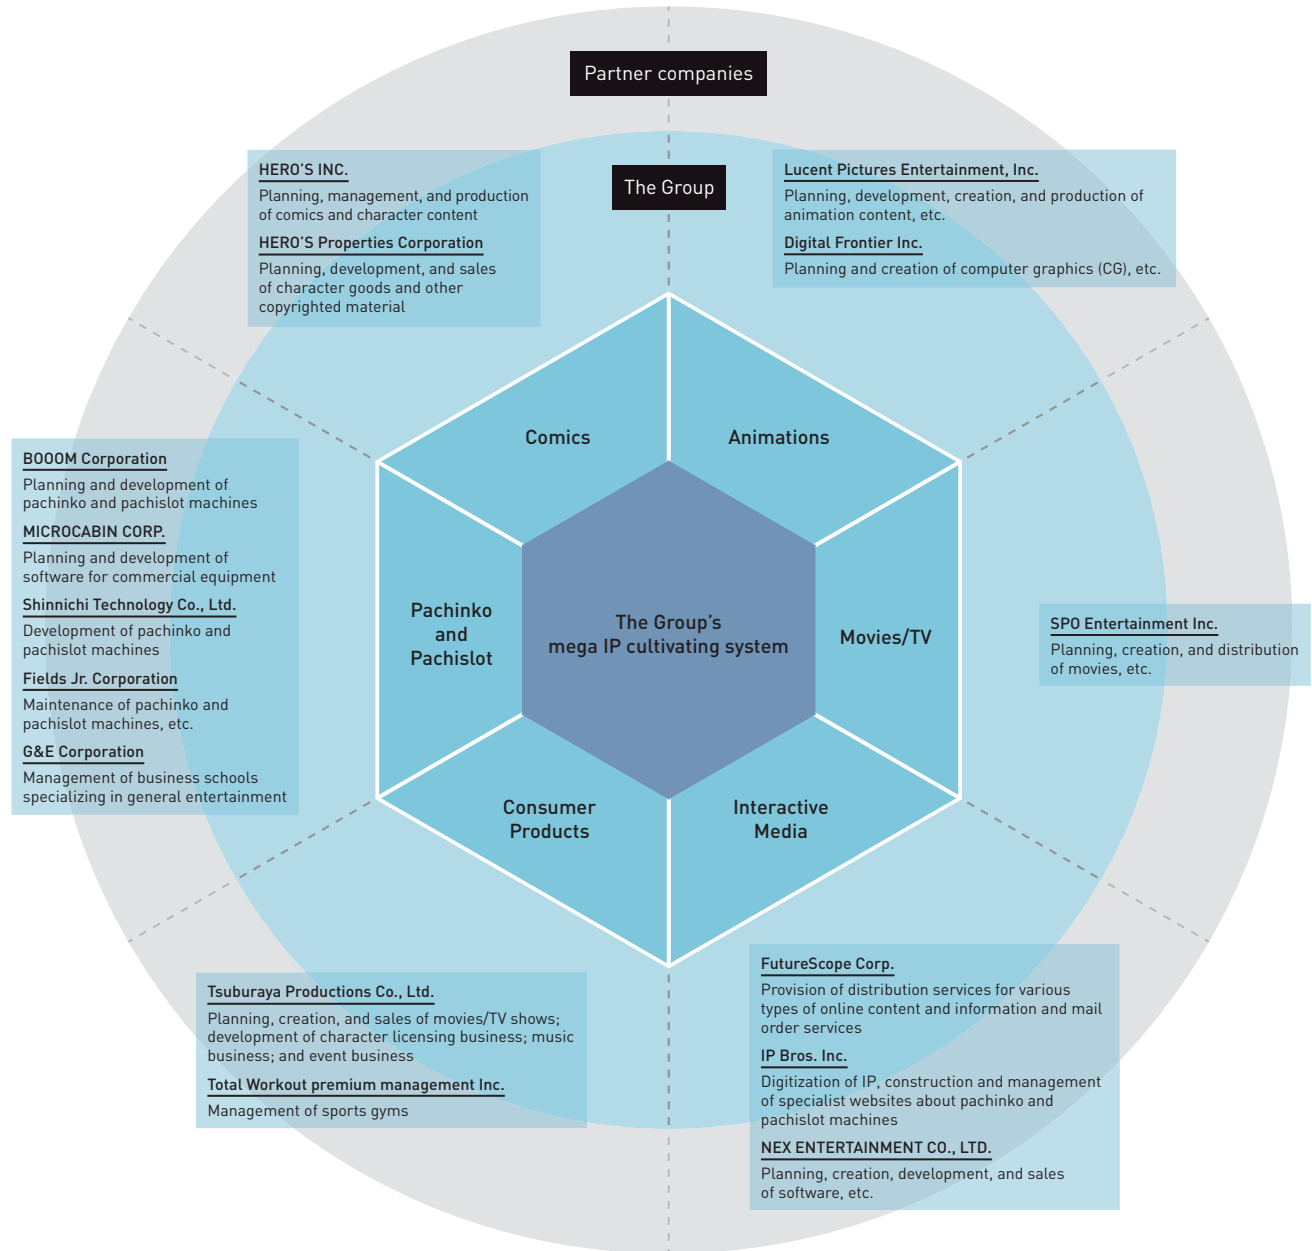 Partner companies
The Group
HERO'S INC.
Planning, management, and production
of comics and character content
HERO'S Properties Corporation
Planning, development, and sales
of character goods and other
copyrighted material
Lucent Pictures Entertainment, Inc.
Planning, development, creation, and production of
animation content, etc.
Digital Frontier Inc.
Planning and creation of computer graphics (CG), etc.
Comics
Animations
BOOOM Corporation
Planning and development of
pachinko and pachislot machines
MICROCABIN CORP.
Planning and development of
software for commercial equipment
Shinnichi Technology Co., Ltd.
Development of pachinko and
pachislot machines
Fields Jr. Corporation
Maintenance of pachinko and
pachislot machines, etc.
G&E Corporation
Management of business schools
specializing in general entertainment
Pachinko
and
Pachislot
The Group's
mega IP cultivating system
Movies/TV
SPO Entertainment Inc.
Planning, creation, and distribution
of movies, etc.
Consumer
Products
Interactive
Media
Tsuburaya Productions Co., Ltd.
Planning, creation, and sales of movies/TV shows;
development of character licensing business; music
business; and event business
Total Workout premium management Inc.
Management of sports gyms
FutureScope Corp.
Provision of distribution services for various
types of online content and information and mail
order services
IP Bros. Inc.
Digitization of IP, construction and management
of specialist websites about pachinko and
pachislot machines
NEX ENTERTAINMENT CO., LTD.
Planning, creation, development, and sales
of software, etc.